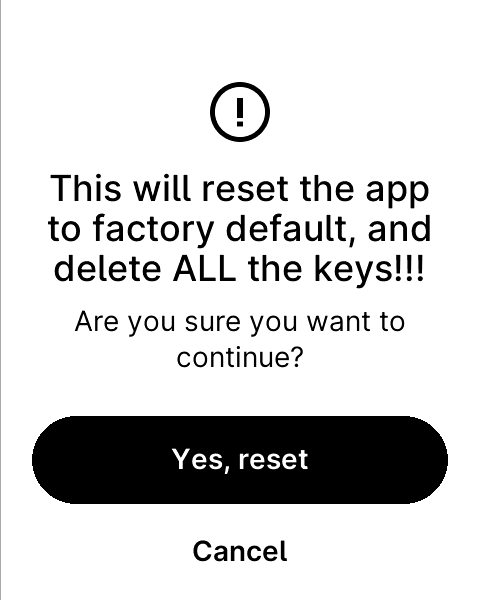 This will reset the app
to factory default, and
delete ALL the keys!!!
Are you sure you want to
continue?
Yes, reset
Cancel